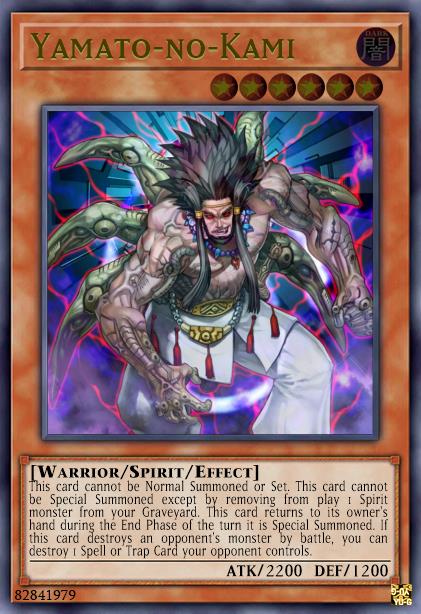 Yamato-no-Kami
DARK
闇
[Warrior/Spirit/Effect]
This card cannot be Normal Summoned or Set. This card cannot
be Special Summoned except by removing from play 1 Spirit
monster from your Graveyard. This card returns to its owner's
hand during the End Phase of the turn it is Special Summoned. If
this card destroys an opponent's monster by battle, you can
destroy 1 Spell or Trap Card your opponent controls.
ATK/2200 DEF/1200
82841979